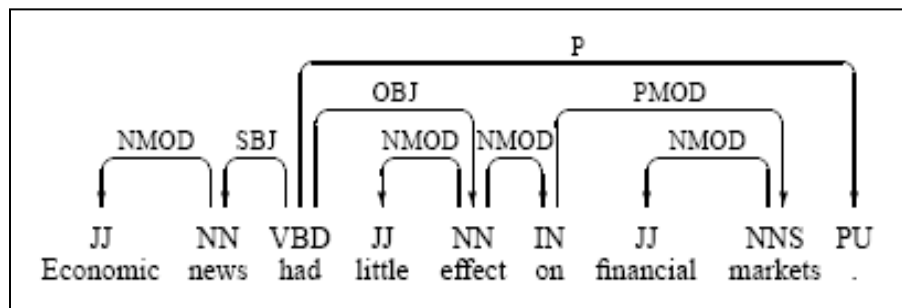 P
OBJ PMOD
NMOD SBJ NMOD NMOD NMOD
JJ NN VBD JJ NN IN JJ NNS PU
Economic news had little effect on financial markets .